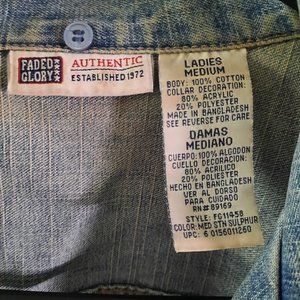 FADED GLORY
AUTHENTIC
ESTABLISHED 1972
LADIES
MEDIUM
BODY: 100% COTTON
COLLAR DECORATION:
80% ACRYLIC
20% POLYESTER
MADE IN BANGLADESH
SEE REVERSE FOR CARE
DAMAS
MEDIANO
CUERPO: 100% ALGODON
CUELLO DECORACION:
80% ACRILICO
20% POLIESTER
HECHO EN BANGLADESH
VER AL DORSO
PARA CUIDADO
RN#89169
STYLE: FG11458
COLOR: MED STN SULPHUR
UPC: 6 0156011260